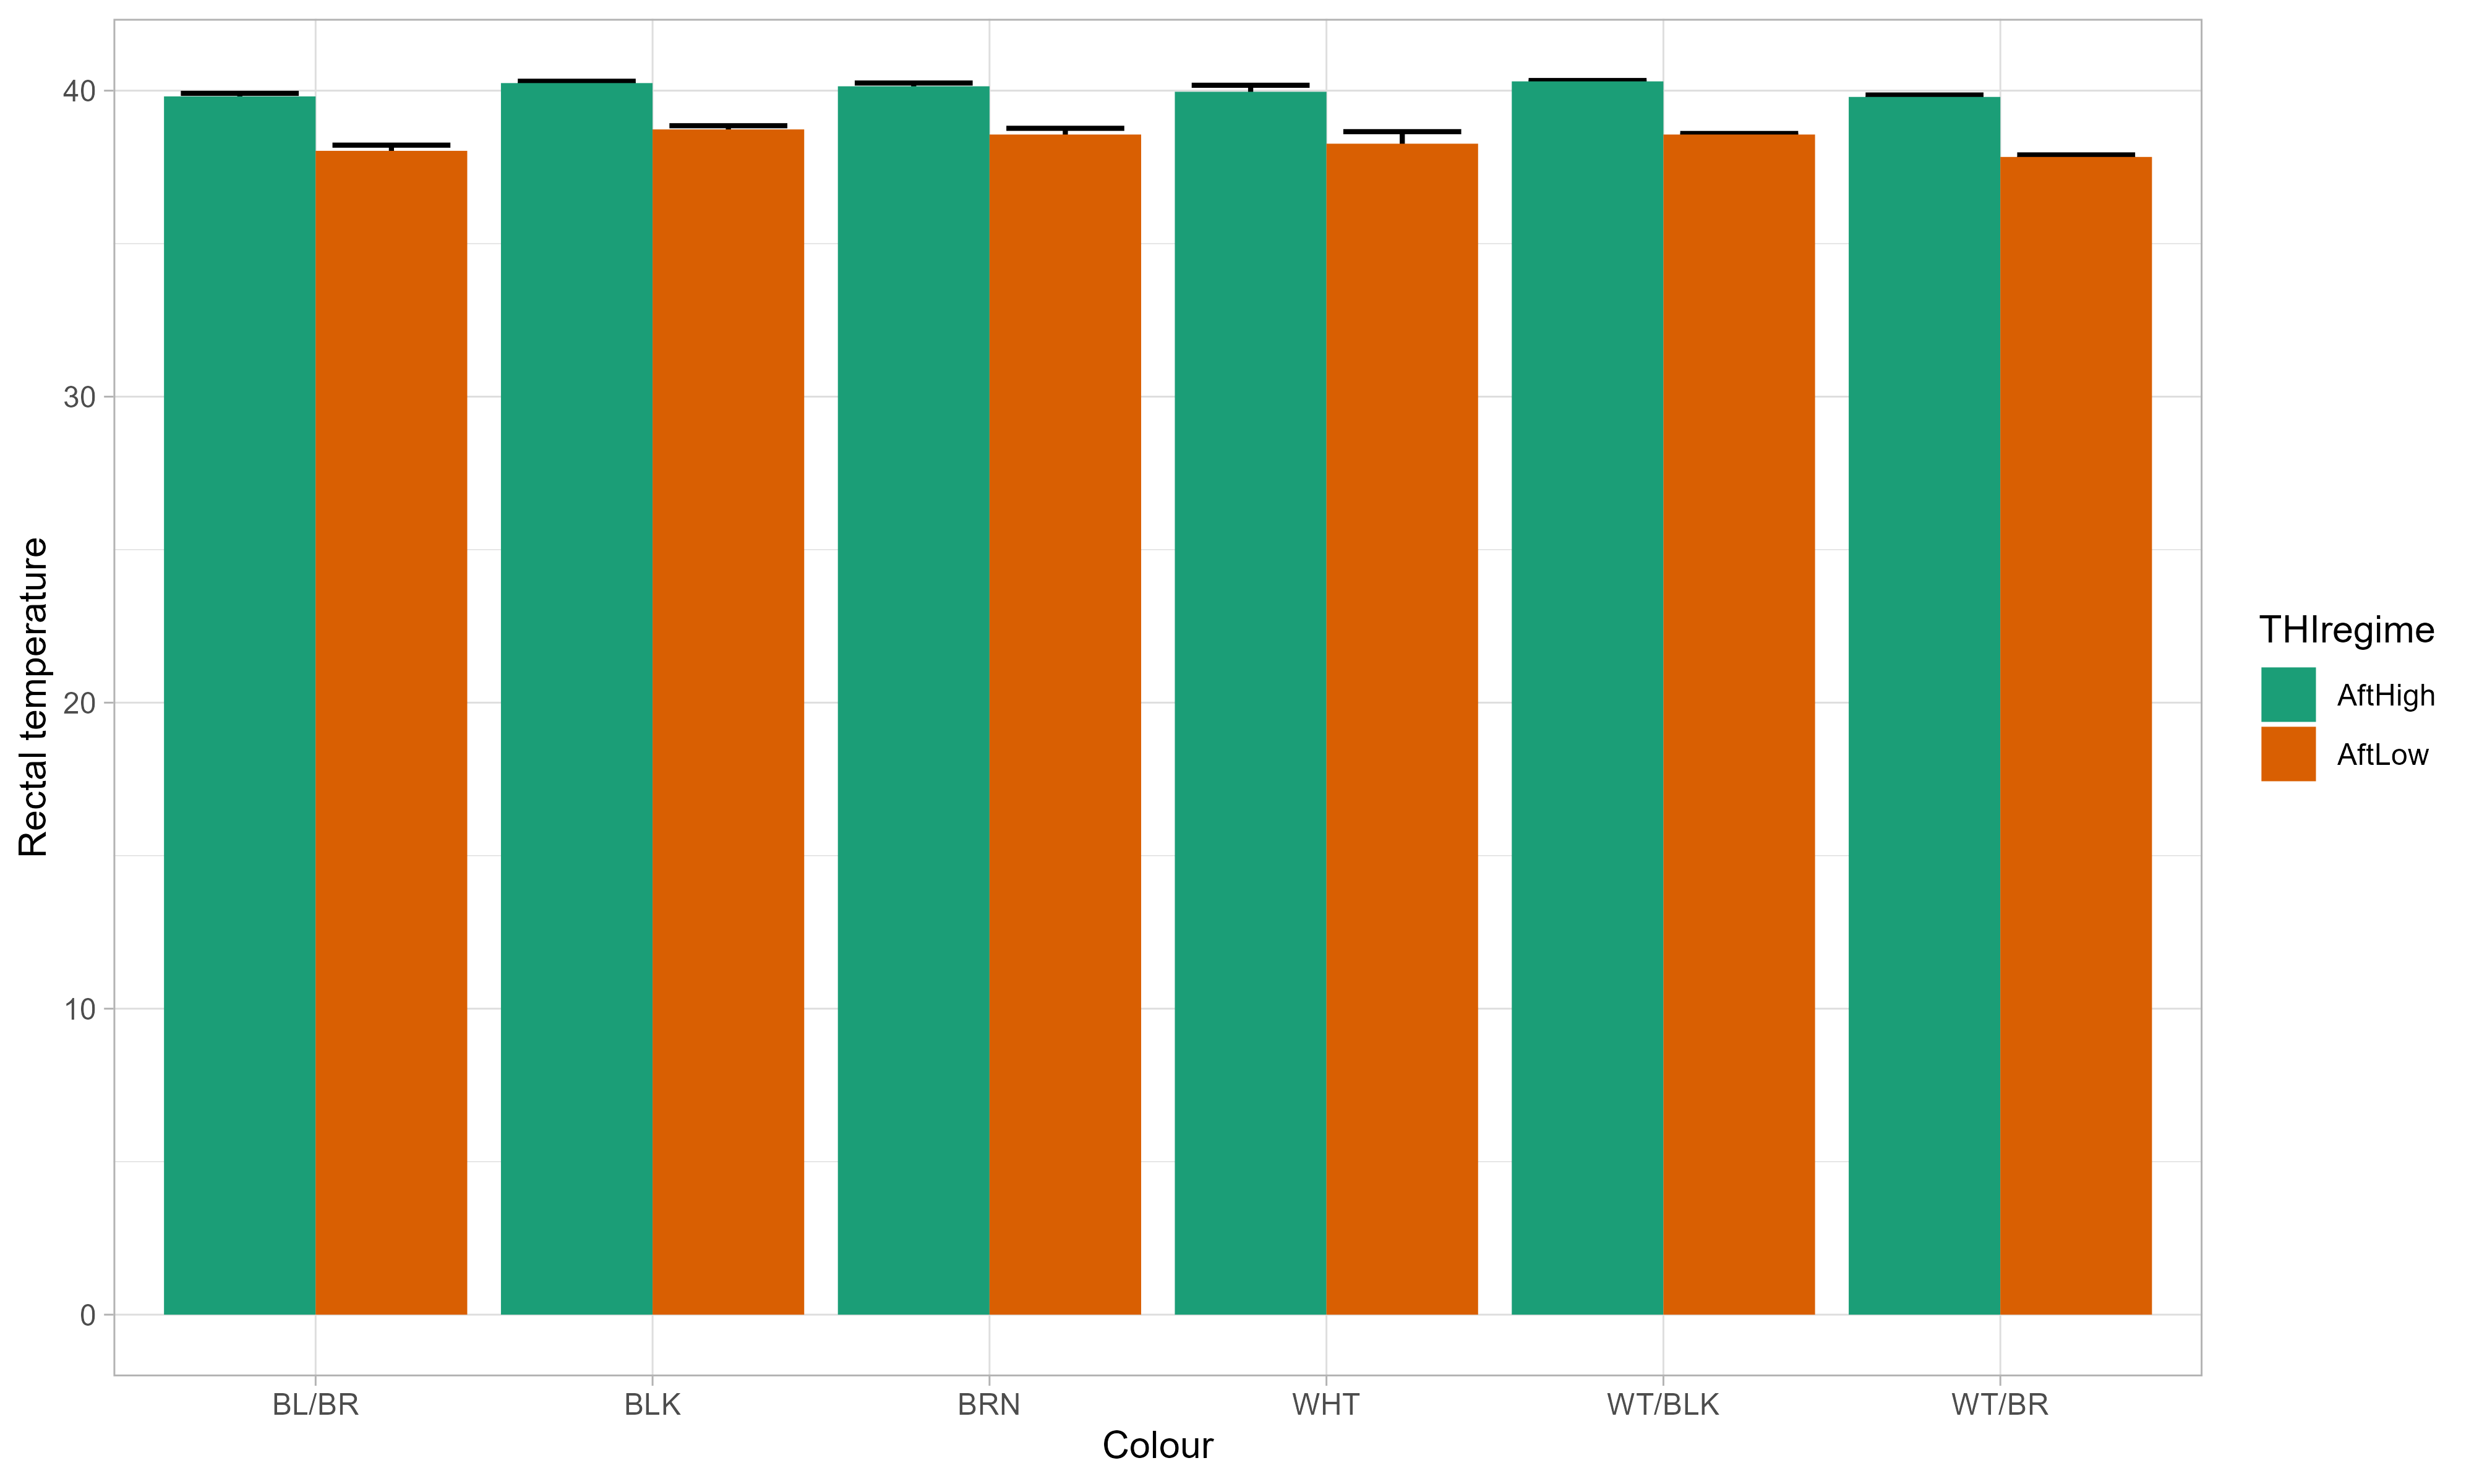 Rectal temperature
40
30
20
10
0
BL/BR BLK BRN WHT WT/BLK WT/BR
Colour
THIregime
AftHigh
AftLow